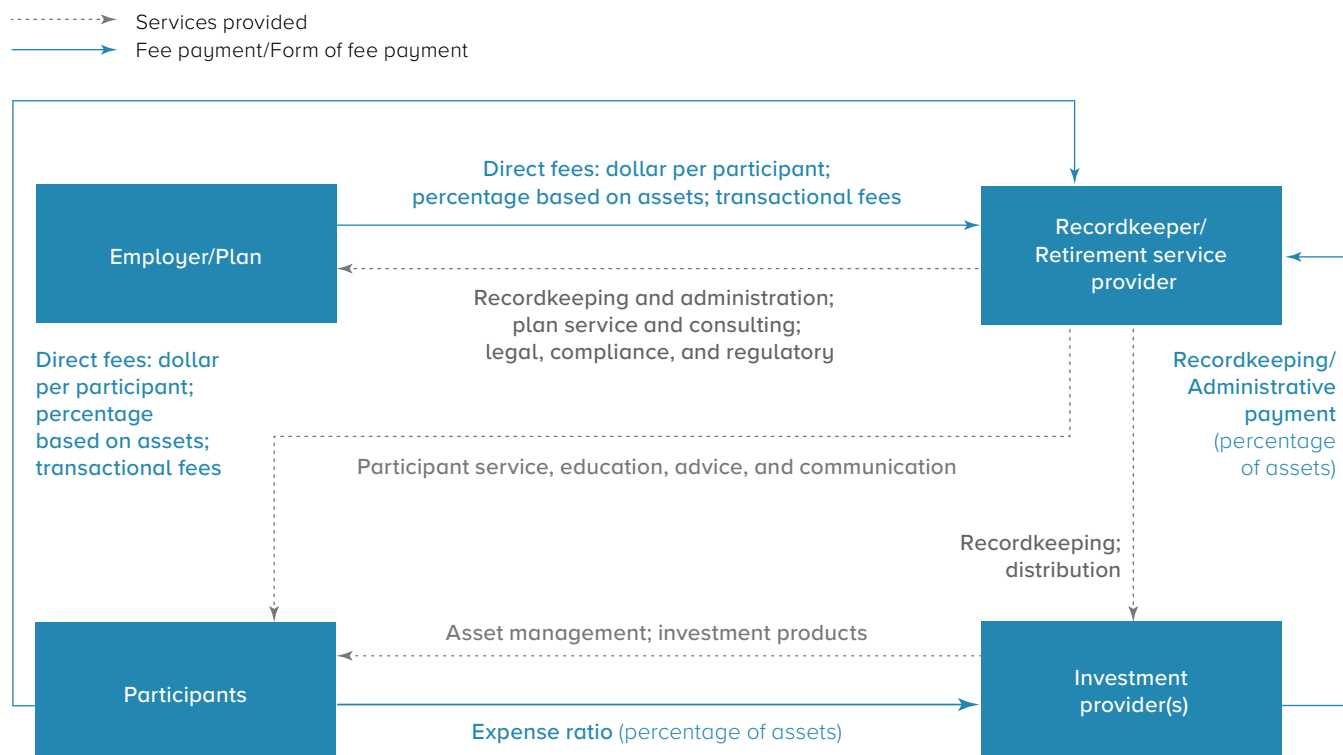 Services provided
Fee payment/Form of fee payment
Direct fees: dollar per participant;
percentage based on assets; transactional fees
Employer/Plan
Recordkeeper/
Retirement service
provider
Recordkeeping and administration;
plan service and consulting;
legal, compliance, and regulatory
Direct fees: dollar
per participant;
percentage
based on assets;
transactional fees
Recordkeeping/
Administrative
payment
(percentage
of assets)
Participant service, education, advice, and communication
Recordkeeping;
distribution
Asset management; investment products
Participants
Investment
provider(s)
Expense ratio (percentage of assets)